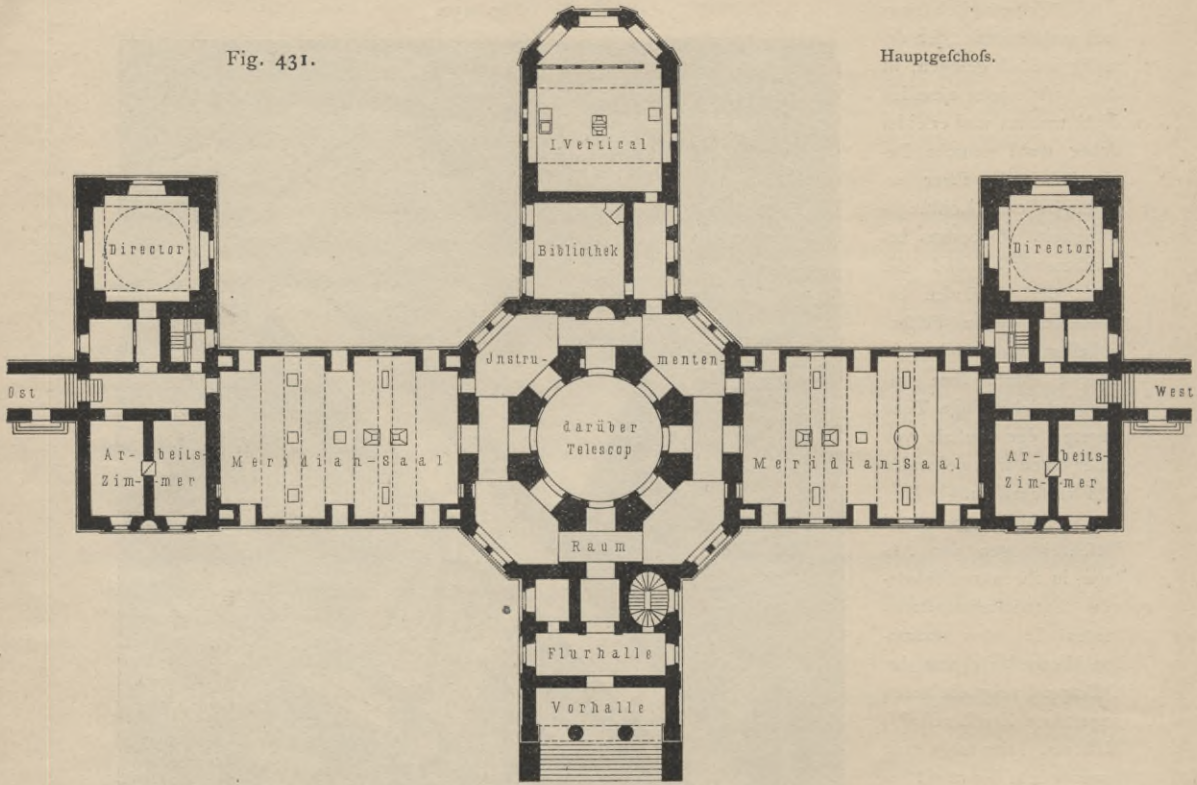 Fig. 431.
Hauptgeſchoſs.
I. Vertical
Bibliothek
Director
Director
Jnstru-
menten-
Ost
West
darüber
Telescop
Meridian-Saal
Meridian-Saal
Ar-beits-
Zim-mer
Ar-beits-
Zim-mer
Raum
Flurhalle
Vorhalle